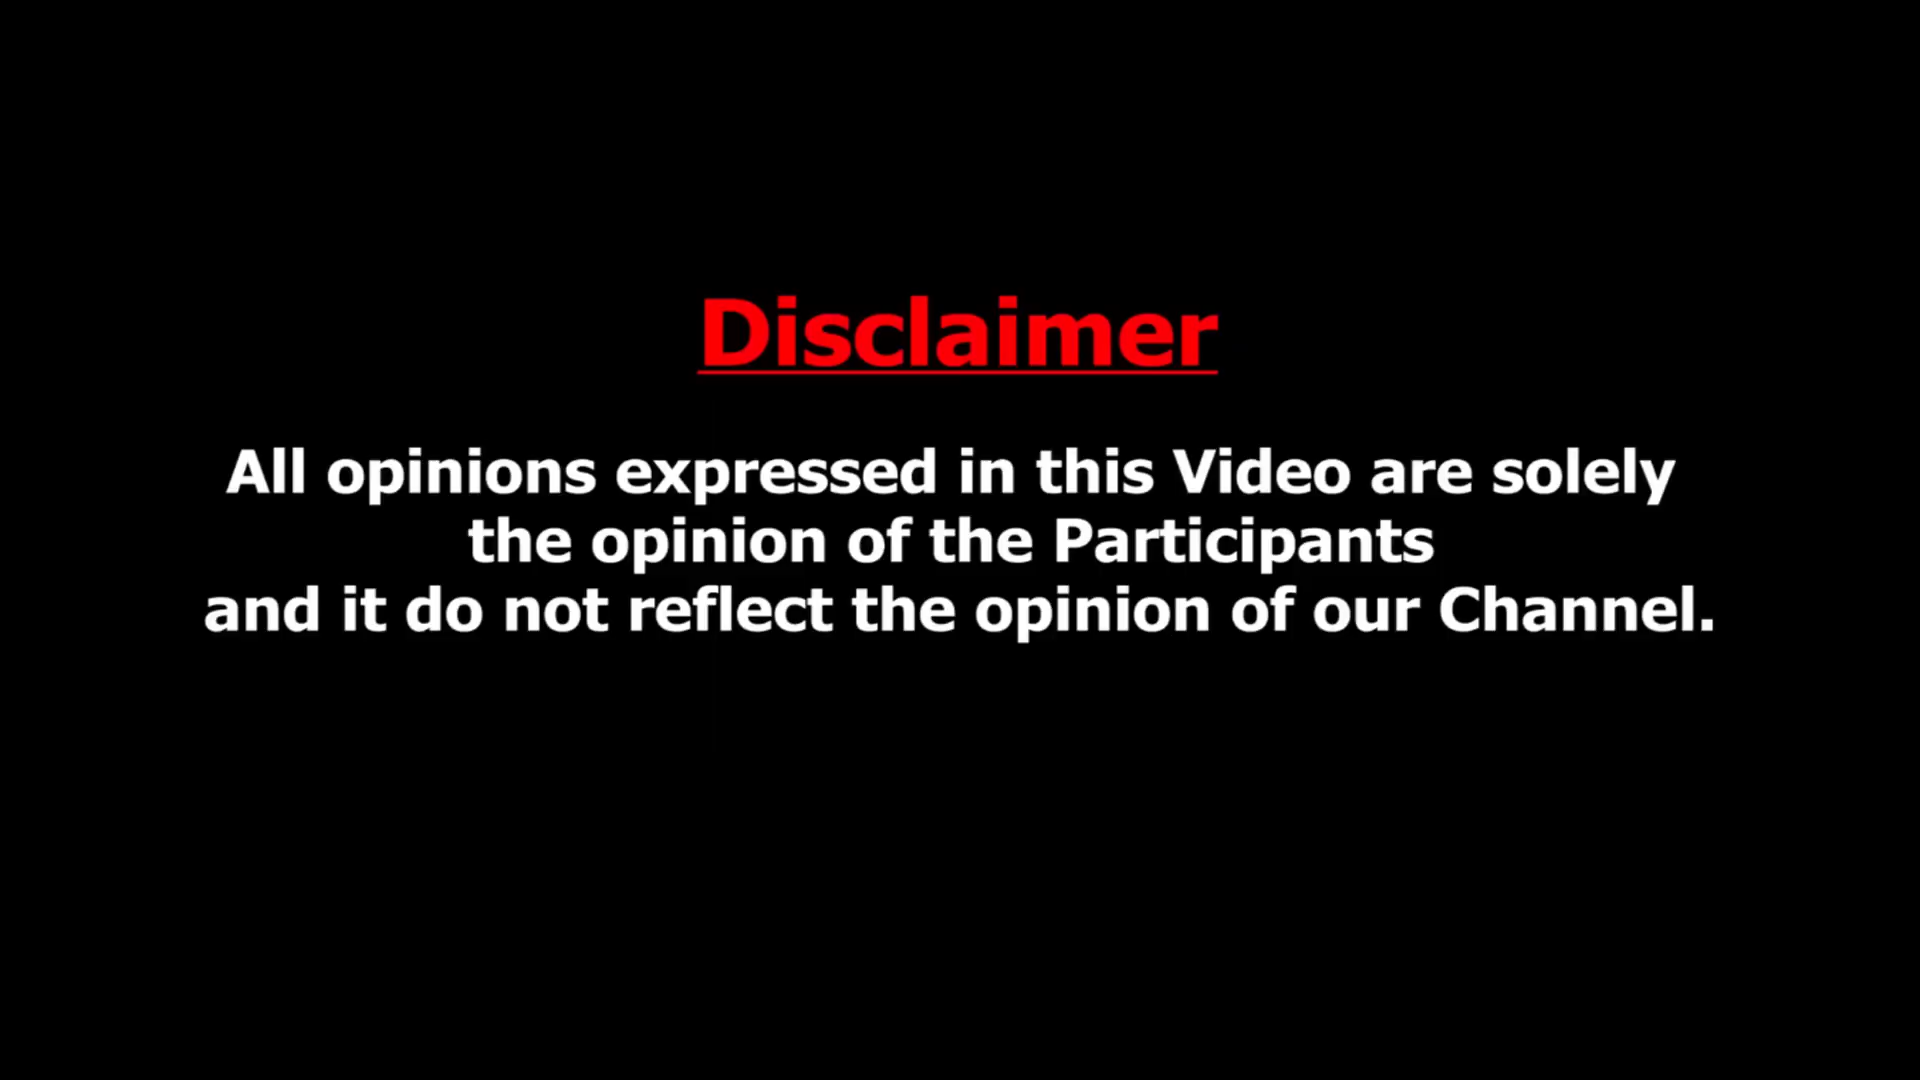 Disclaimer
All opinions expressed in this Video are solely
the opinion of the Participants
and it do not reflect the opinion of our Channel.